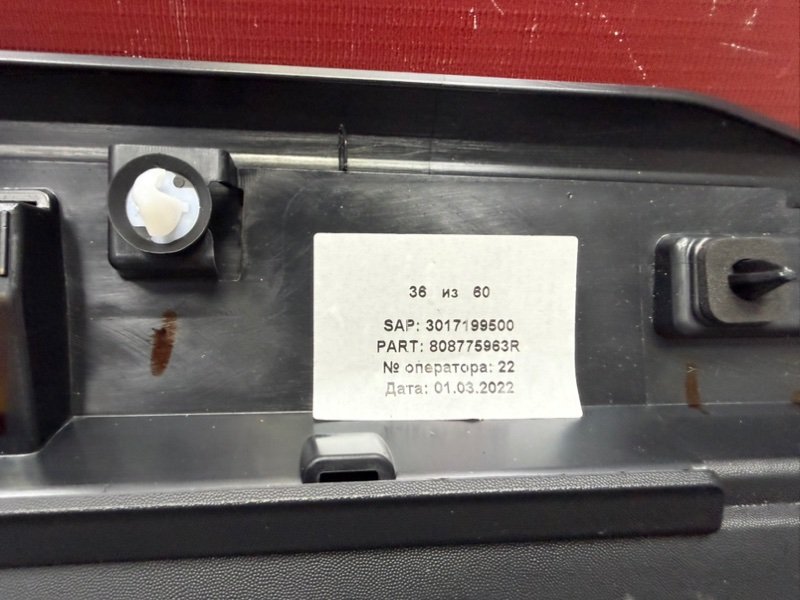 36 из 60
SAP: 3017199500
PART: 808775963R
№ оператора: 22
Дата: 01.03.2022